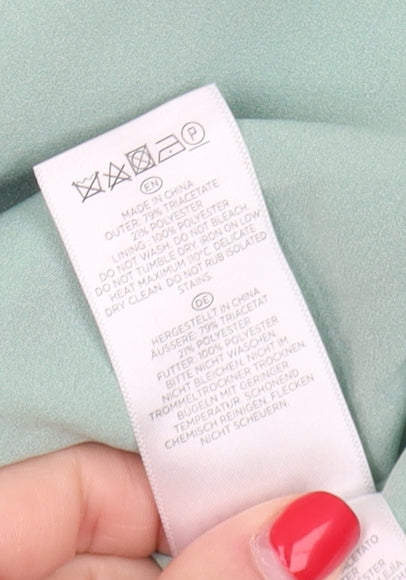 P
EN
MADE IN CHINA
OUTER: 79% TRIACETATE
21% POLYESTER
LINING: 100% POLYESTER
DO NOT WASH. DO NOT BLEACH.
DO NOT TUMBLE DRY. IRON ON LOW
HEAT MAXIMUM 110°C. DELICATE
DRY CLEAN. DO NOT RUB ISOLATED
STAINS.
DE
HERGESTELLT IN CHINA
ÄUSSERE: 79% TRIACETAT
21% POLYESTER
FUTTER: 100% POLYESTER
BITTE NICHT WASCHEN.
NICHT BLEICHEN. NICHT IM
TROMMELTROCKNER TROCKNEN.
BÜGELN MIT GERINGER
TEMPERATUR. SCHONEND
CHEMISCH REINIGEN. FLECKEN
NICHT SCHEUERN.